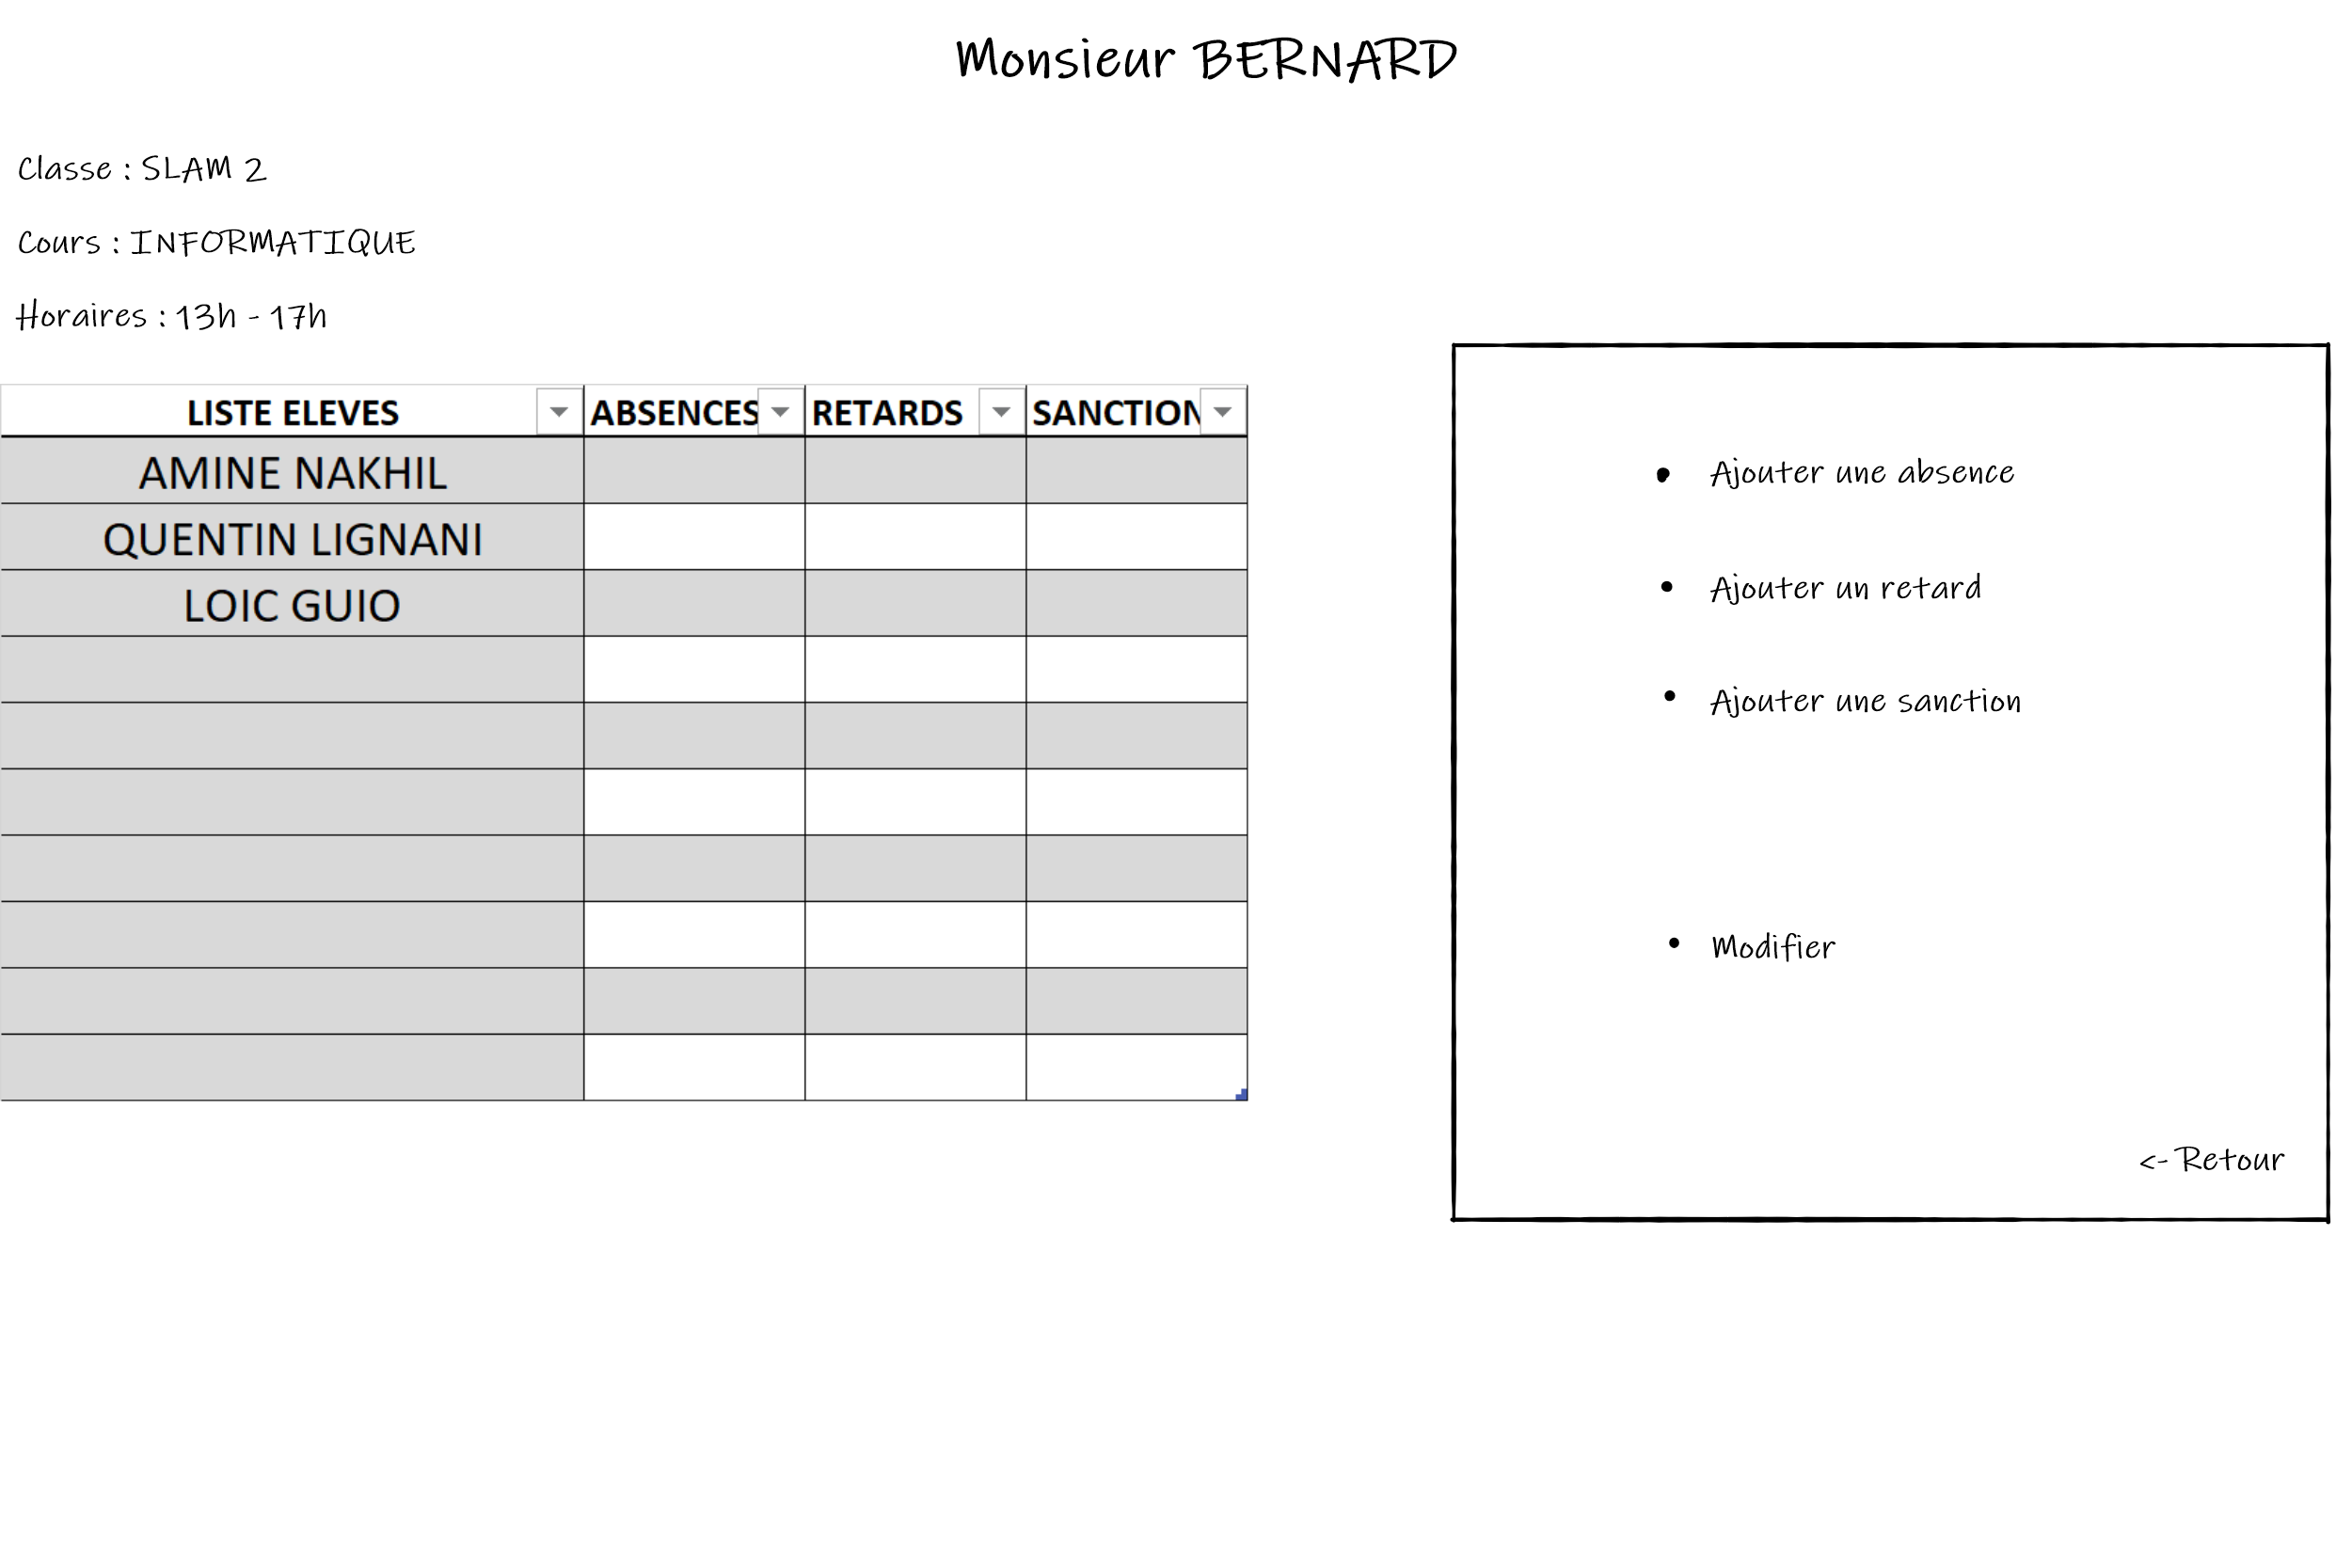 Monsieur BERNARD
Classe : SLAM 2
Cours : INFORMATIQUE
Horaires : 13h - 17h
LISTE ELEVES ABSENCES RETARDS SANCTION
AMINE NAKHIL
QUENTIN LIGNANI
LOIC GUIO
• Ajouter une absence
• Ajouter un retard
• Ajouter une sanction
• Modifier
<- Retour